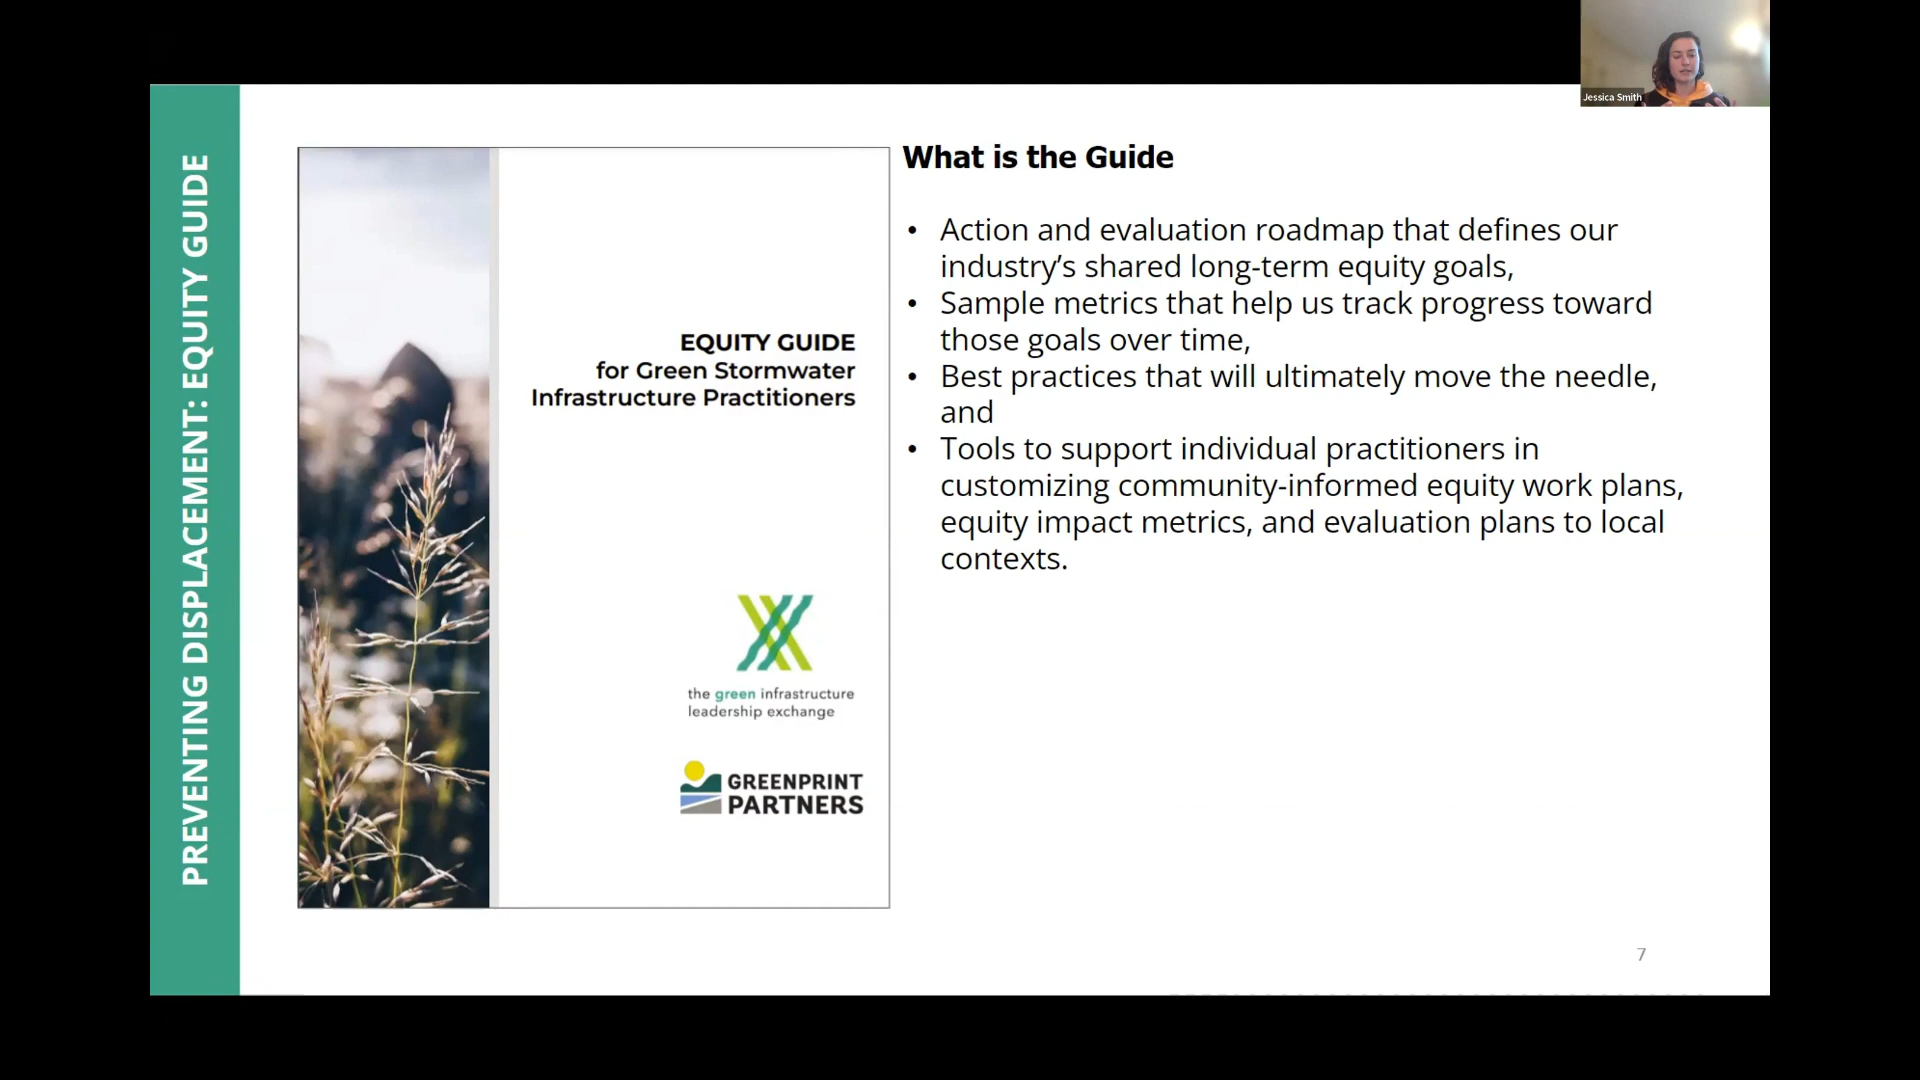 Jessica Smith
PREVENTING DISPLACEMENT: EQUITY GUIDE
EQUITY GUIDE
for Green Stormwater
Infrastructure Practitioners
the green infrastructure
leadership exchange
GREENPRINT
PARTNERS
What is the Guide
• Action and evaluation roadmap that defines our
industry’s shared long-term equity goals,
• Sample metrics that help us track progress toward
those goals over time,
• Best practices that will ultimately move the needle,
and
• Tools to support individual practitioners in
customizing community-informed equity work plans,
equity impact metrics, and evaluation plans to local
contexts.
7